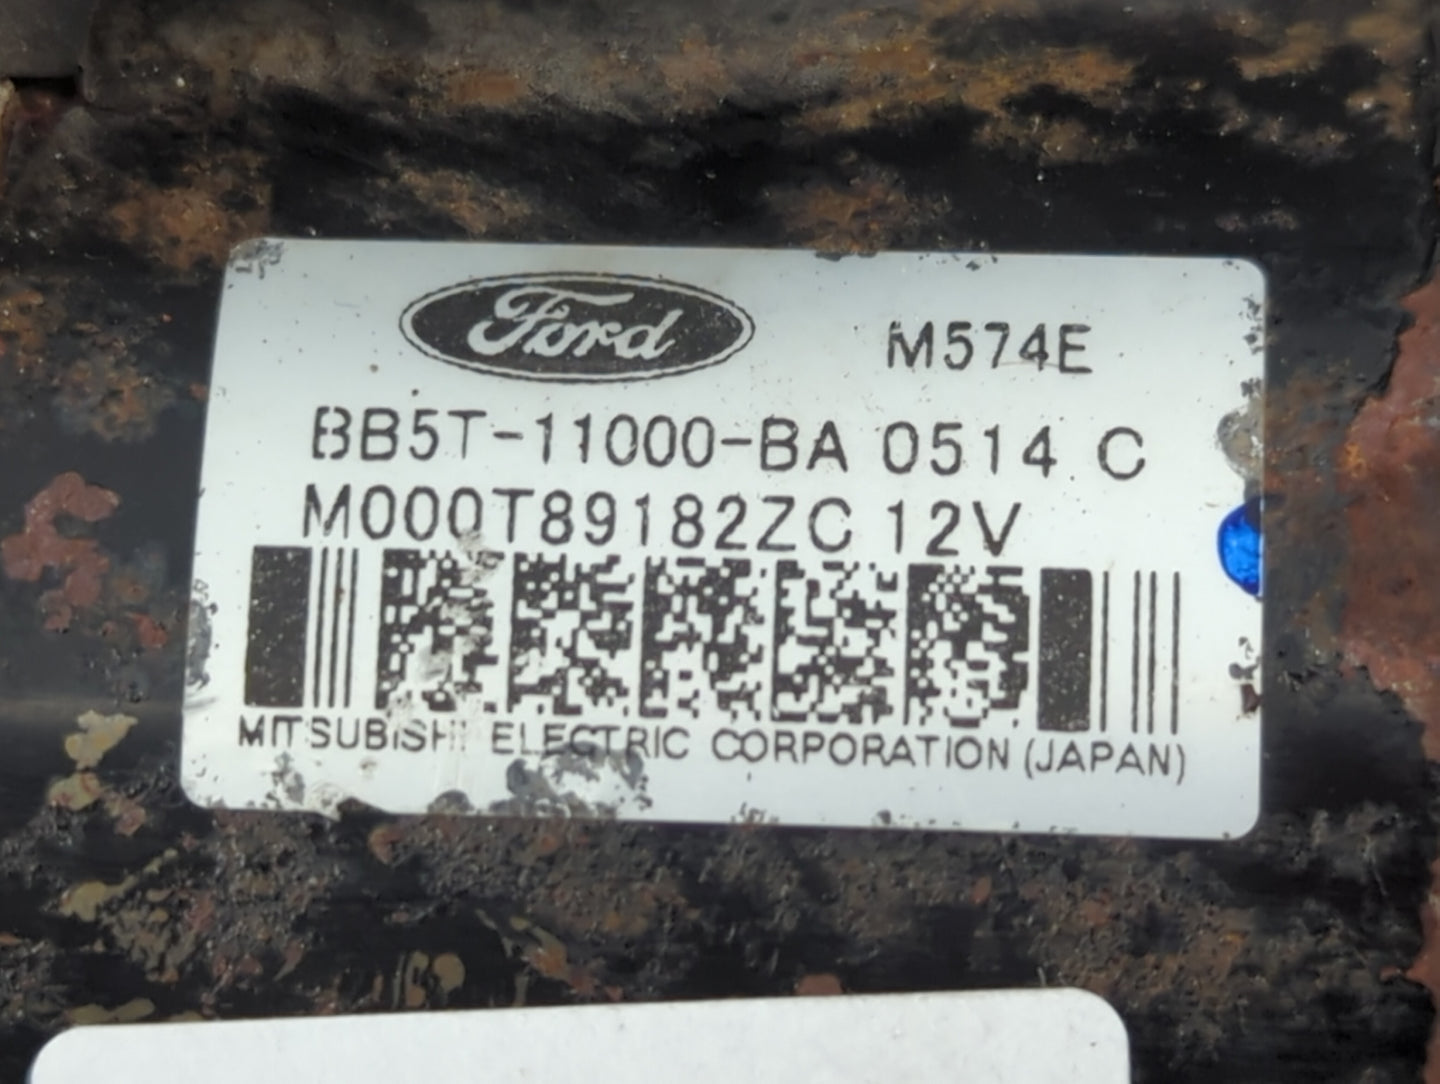 Ford M574E
BB5T-11000-BA 0514 C
M000T89182ZC 12V
MITSUBISHI ELECTRIC CORPORATION (JAPAN)